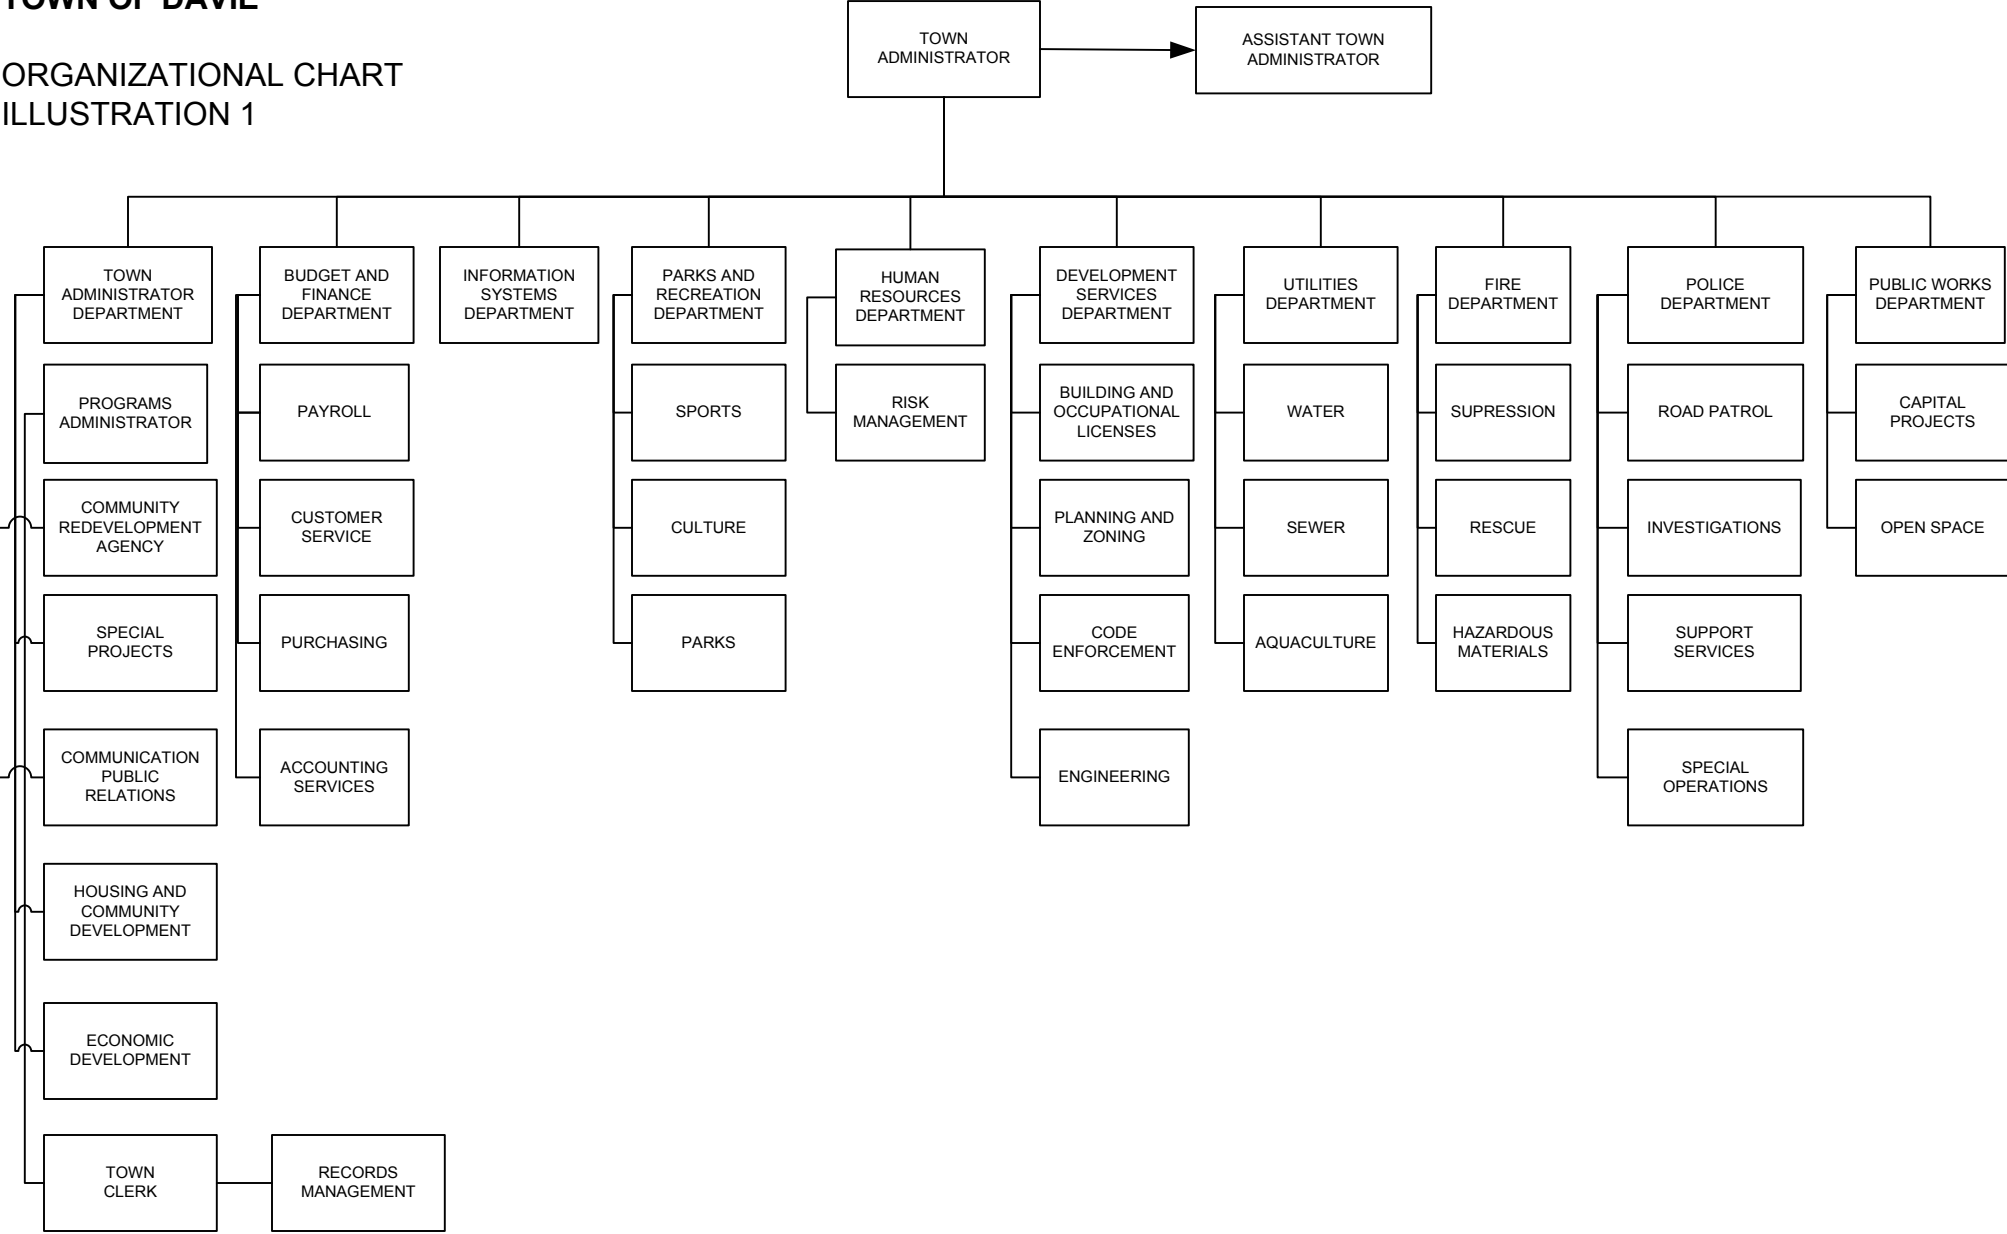 TOWN OF DAVIE
ORGANIZATIONAL CHART
ILLUSTRATION 1
TOWN
ADMINISTRATOR
ASSISTANT TOWN
ADMINISTRATOR
TOWN
ADMINISTRATOR
DEPARTMENT
BUDGET AND
FINANCE
DEPARTMENT
INFORMATION
SYSTEMS
DEPARTMENT
PARKS AND
RECREATION
DEPARTMENT
HUMAN
RESOURCES
DEPARTMENT
DEVELOPMENT
SERVICES
DEPARTMENT
UTILITIES
DEPARTMENT
FIRE
DEPARTMENT
POLICE
DEPARTMENT
PUBLIC WORKS
DEPARTMENT
PROGRAMS
ADMINISTRATOR
PAYROLL
SPORTS
RISK
MANAGEMENT
BUILDING AND
OCCUPATIONAL
LICENSES
WATER
SUPRESSION
ROAD PATROL
CAPITAL
PROJECTS
COMMUNITY
REDEVELOPMENT
AGENCY
CUSTOMER
SERVICE
CULTURE
PLANNING AND
ZONING
SEWER
RESCUE
INVESTIGATIONS
OPEN SPACE
SPECIAL
PROJECTS
PURCHASING
PARKS
CODE
ENFORCEMENT
AQUACULTURE
HAZARDOUS
MATERIALS
SUPPORT
SERVICES
COMMUNICATION
PUBLIC
RELATIONS
ACCOUNTING
SERVICES
ENGINEERING
SPECIAL
OPERATIONS
HOUSING AND
COMMUNITY
DEVELOPMENT
ECONOMIC
DEVELOPMENT
TOWN
CLERK
RECORDS
MANAGEMENT